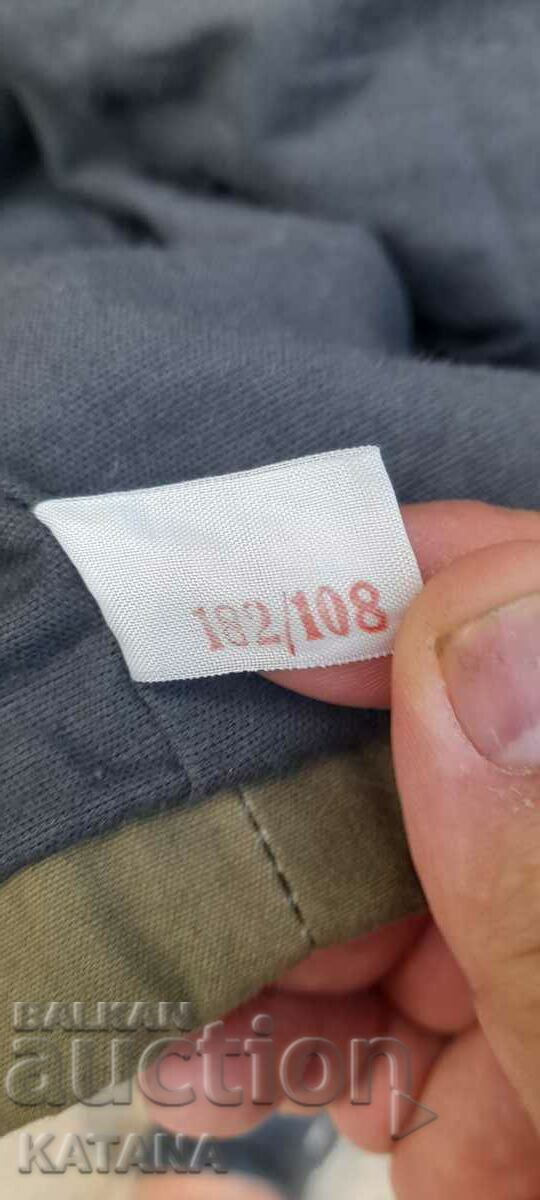 182/108
BALKAN
auction
KATANA